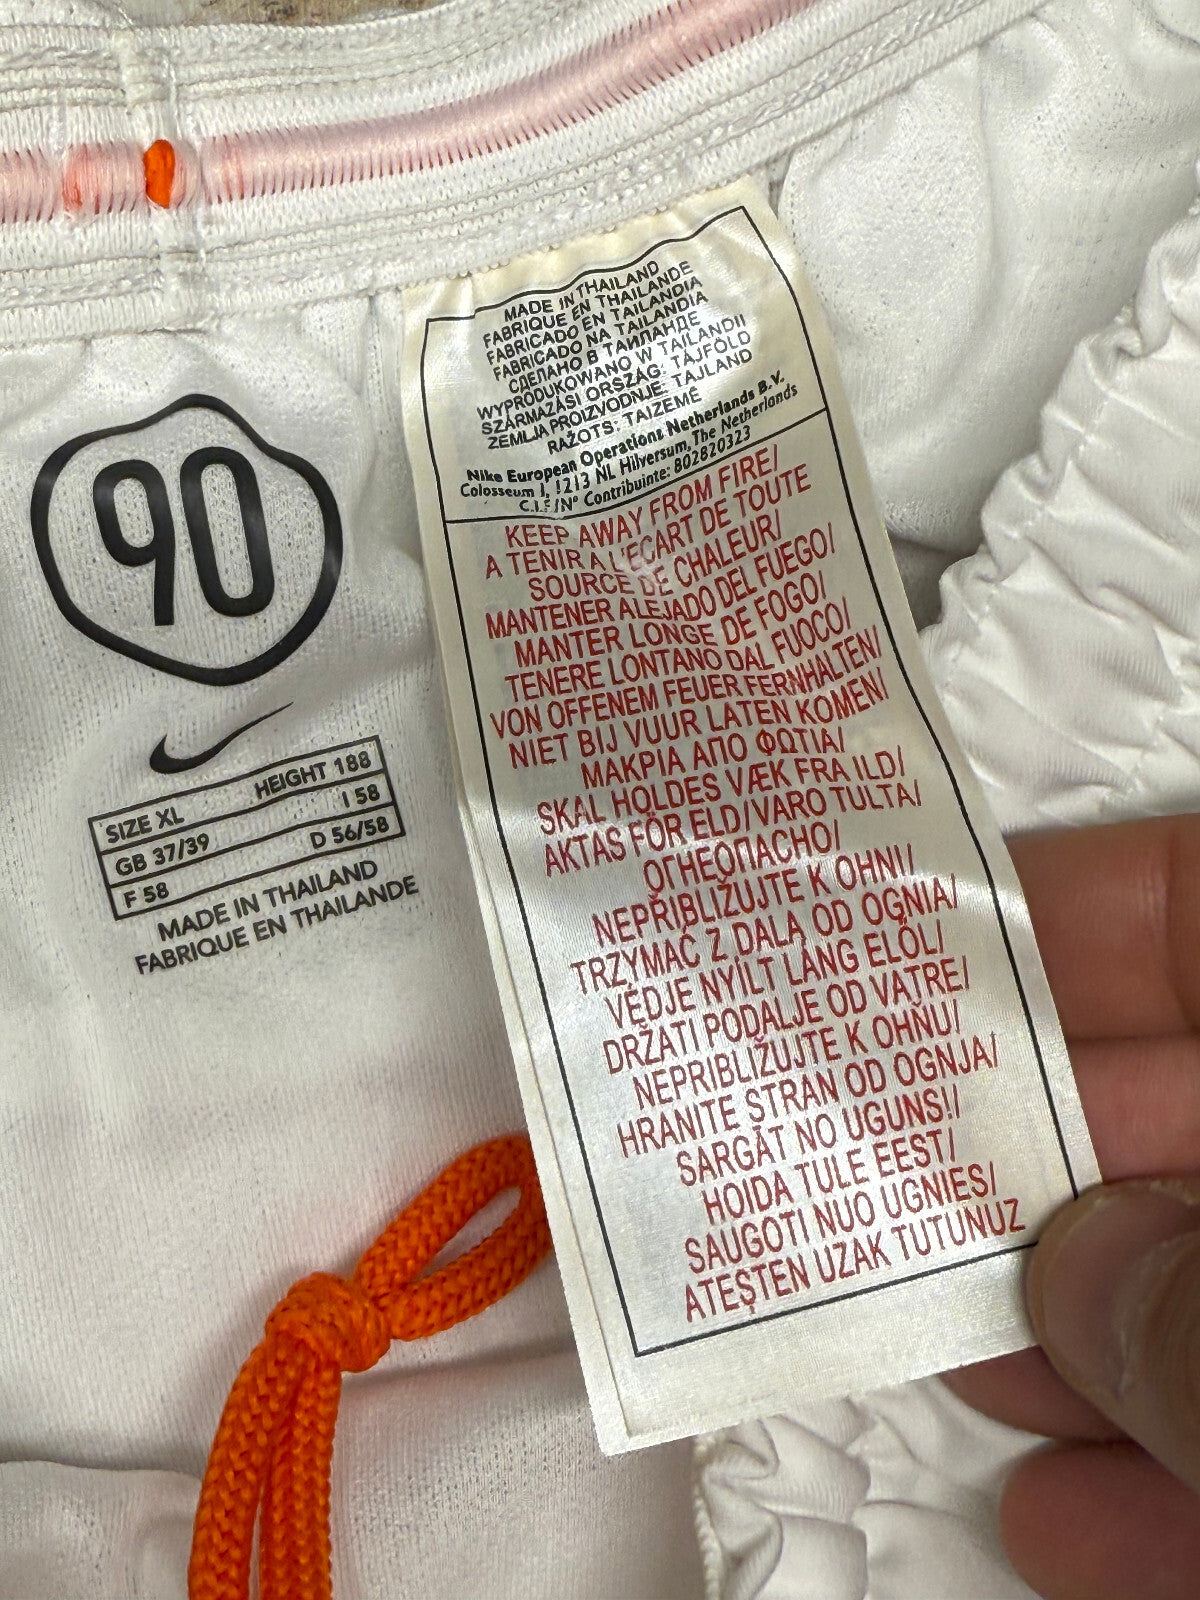 90
SIZE XL HEIGHT 188
GB 37/39 I 58
F 58 D 56/58
MADE IN THAILAND
FABRIQUE EN THAILANDE
MADE IN THAILAND
FABRIQUE EN THAILANDE
FABRICADO EN TAILANDIA
FABRICADO NA TAILANDIA
СДЕЛАНО В ТАИЛАНДЕ
WYPRODUKOWANO W TAILANDII
SZÁRMAZÁSI ORSZÁG: TÁJFÖLD
ZEMLJA PROIZVODNJE: TAJLAND
RAŽOTS: TAIZEMĒ
Nike European Operations Netherlands B.V.
Colosseum 1, 1213 NL Hilversum, The Netherlands
C.I.F/Nº Contribuinte: 802820323
KEEP AWAY FROM FIRE/
A TENIR A L'ECART DE TOUTE
SOURCE DE CHALEUR/
MANTENER ALEJADO DEL FUEGO/
MANTER LONGE DE FOGO/
TENERE LONTANO DAL FUOCO/
VON OFFENEM FEUER FERNHALTEN/
NIET BIJ VUUR LATEN KOMEN/
ΜΑΚΡΙΑ ΑΠΟ ΦΩΤΙΑ/
SKAL HOLDES VÆK FRA ILD/
AKTAS FÖR ELD/VARO TULTA/
ОГНЕОПАСНО/
NEPŘIBLIŽUJTE K OHNI/
TRZYMAĆ Z DALA OD OGNIA/
VÉDJE NYÍLT LÁNG ELŐL/
DRŽATI PODALJE OD VATRE/
NEPRIBLIŽUJTE K OHŇU/
HRANITE STRAN OD OGNJA/
SARGĀT NO UGUNS!/
HOIDA TULE EEST/
SAUGOTI NUO UGNIES/
ATEŞTEN UZAK TUTUNUZ